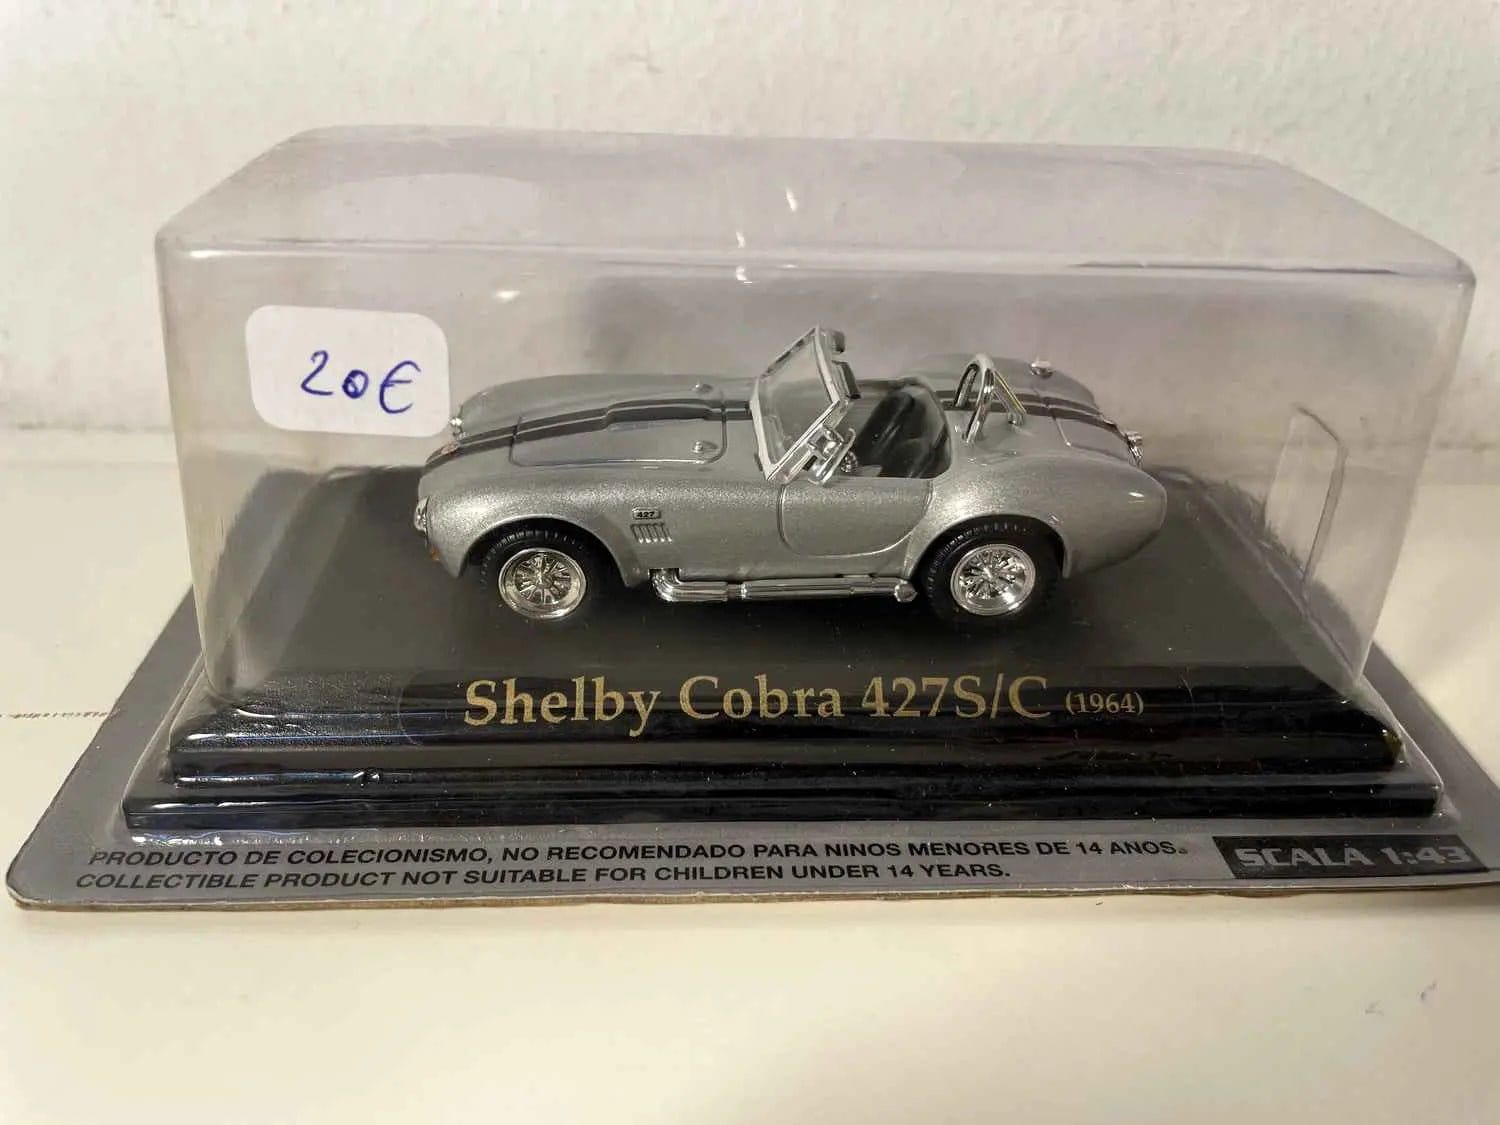 20€
427
Shelby Cobra 427S/C (1964)
PRODUCTO DE COLECIONISMO, NO RECOMENDADO PARA NINOS MENORES DE 14 ANOS.
COLLECTIBLE PRODUCT NOT SUITABLE FOR CHILDREN UNDER 14 YEARS.
SCALA 1:43